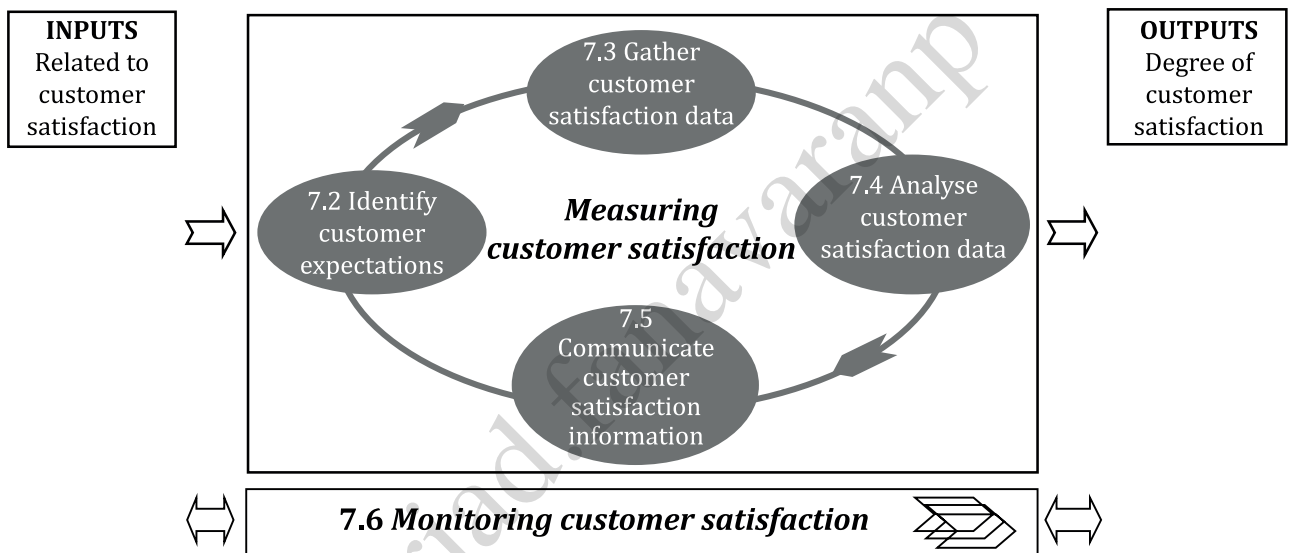 INPUTS
Related to
customer
satisfaction
7.3 Gather
customer
satisfaction data
OUTPUTS
Degree of
customer
satisfaction
7.2 Identify
customer
expectations
Measuring
customer satisfaction
7.4 Analyse
customer
satisfaction data
7.5
Communicate
customer
satisfaction
information
7.6 Monitoring customer satisfaction